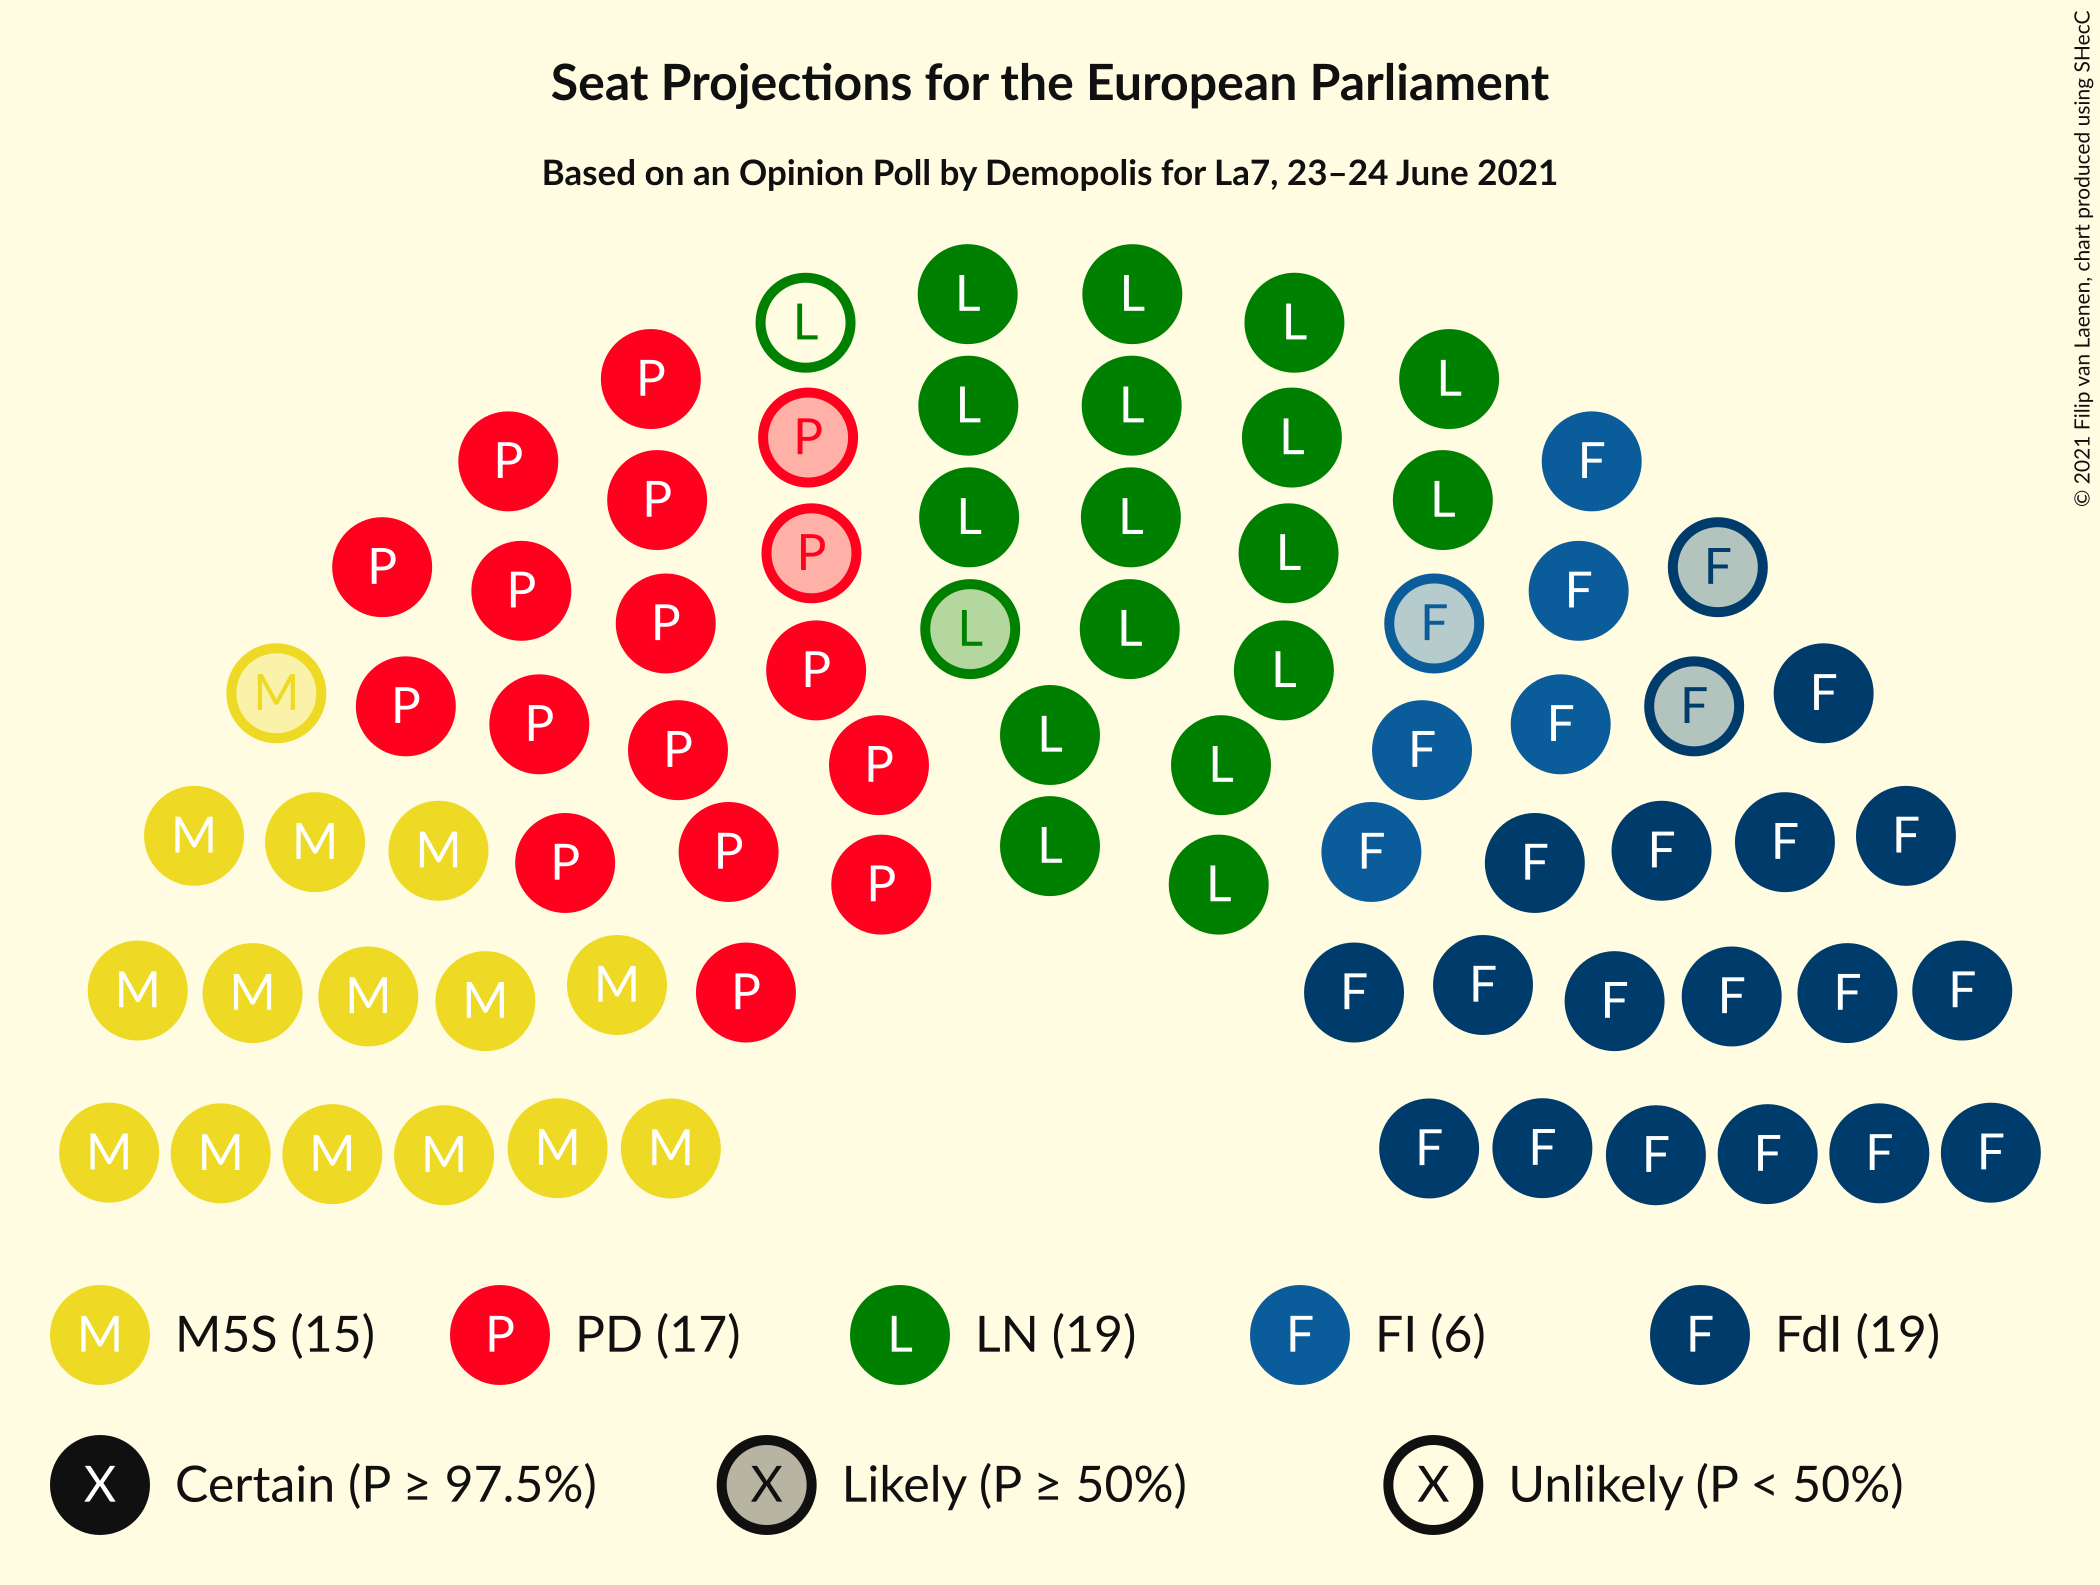 Seat Projections for the European Parliament
Based on an Opinion Poll by Demopolis for La7, 23–24 June 2021
© 2021 Filip van Laenen, chart produced using SHecC
L L L L
P L
P L L L P
F
P P L L L L
P F F
P P F
L L L L
M P P P L F F F
P P L L F F
M M M P P P L L F F F F F
M M M M M P F F F F F F
M M M M M M F F F F F F
M M5S (15) P PD (17) L LN (19) F FI (6) F FdI (19)
X Certain (P ≥ 97.5%) X Likely (P ≥ 50%) X Unlikely (P < 50%)